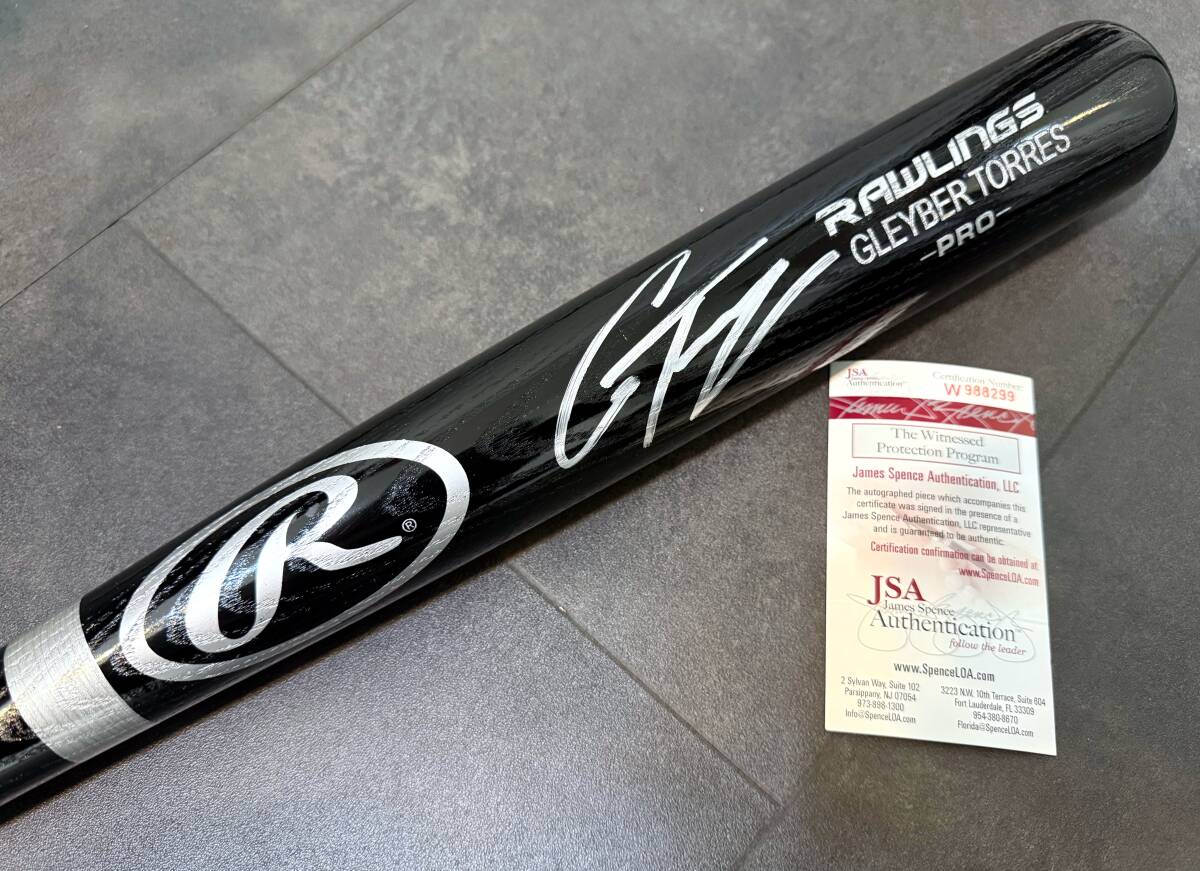 RAWLINGS
GLEYBER TORRES
-PRO-
R
®
JSA
Authentication
Certification Number:
W 988299
The Witnessed
Protection Program
James Spence Authentication, LLC
The autographed piece which accompanies this
certificate was signed in the presence of a
James Spence Authentication, LLC representative
and is guaranteed to be authentic.
Certification confirmation can be obtained at:
www.SpenceLOA.com
JSA
James Spence
Authentication
follow the leader
www.SpenceLOA.com
2 Sylvan Way, Suite 102
Parsippany, NJ 07054
973-898-1300
Info@SpenceLOA.com
3223 N.W. 10th Terrace, Suite 604
Fort Lauderdale, FL 33309
954-380-8670
Florida@SpenceLOA.com